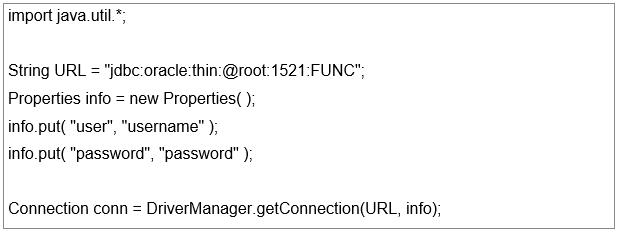 import java.util.*;
String URL = "jdbc:oracle:thin:@root:1521:FUNC";
Properties info = new Properties( );
info.put( "user", "username" );
info.put( "password", "password" );
Connection conn = DriverManager.getConnection(URL, info);